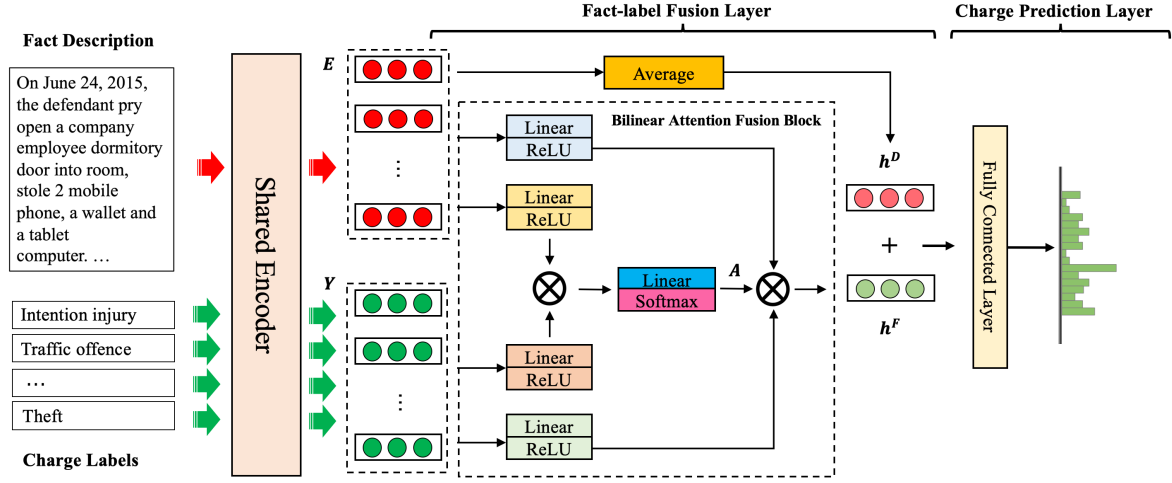 Fact-label Fusion Layer
Charge Prediction Layer
Fact Description
On June 24, 2015,
the defendant pry
open a company
employee dormitory
door into room,
stole 2 mobile
phone, a wallet and
a tablet
computer. …
Intention injury
Traffic offence
…
Theft
Charge Labels
Shared Encoder
E
…
Y
…
Average
Bilinear Attention Fusion Block
Linear
ReLU
Linear
ReLU
Linear
Softmax
A
Linear
ReLU
Linear
ReLU
h^D
+
h^F
Fully Connected Layer